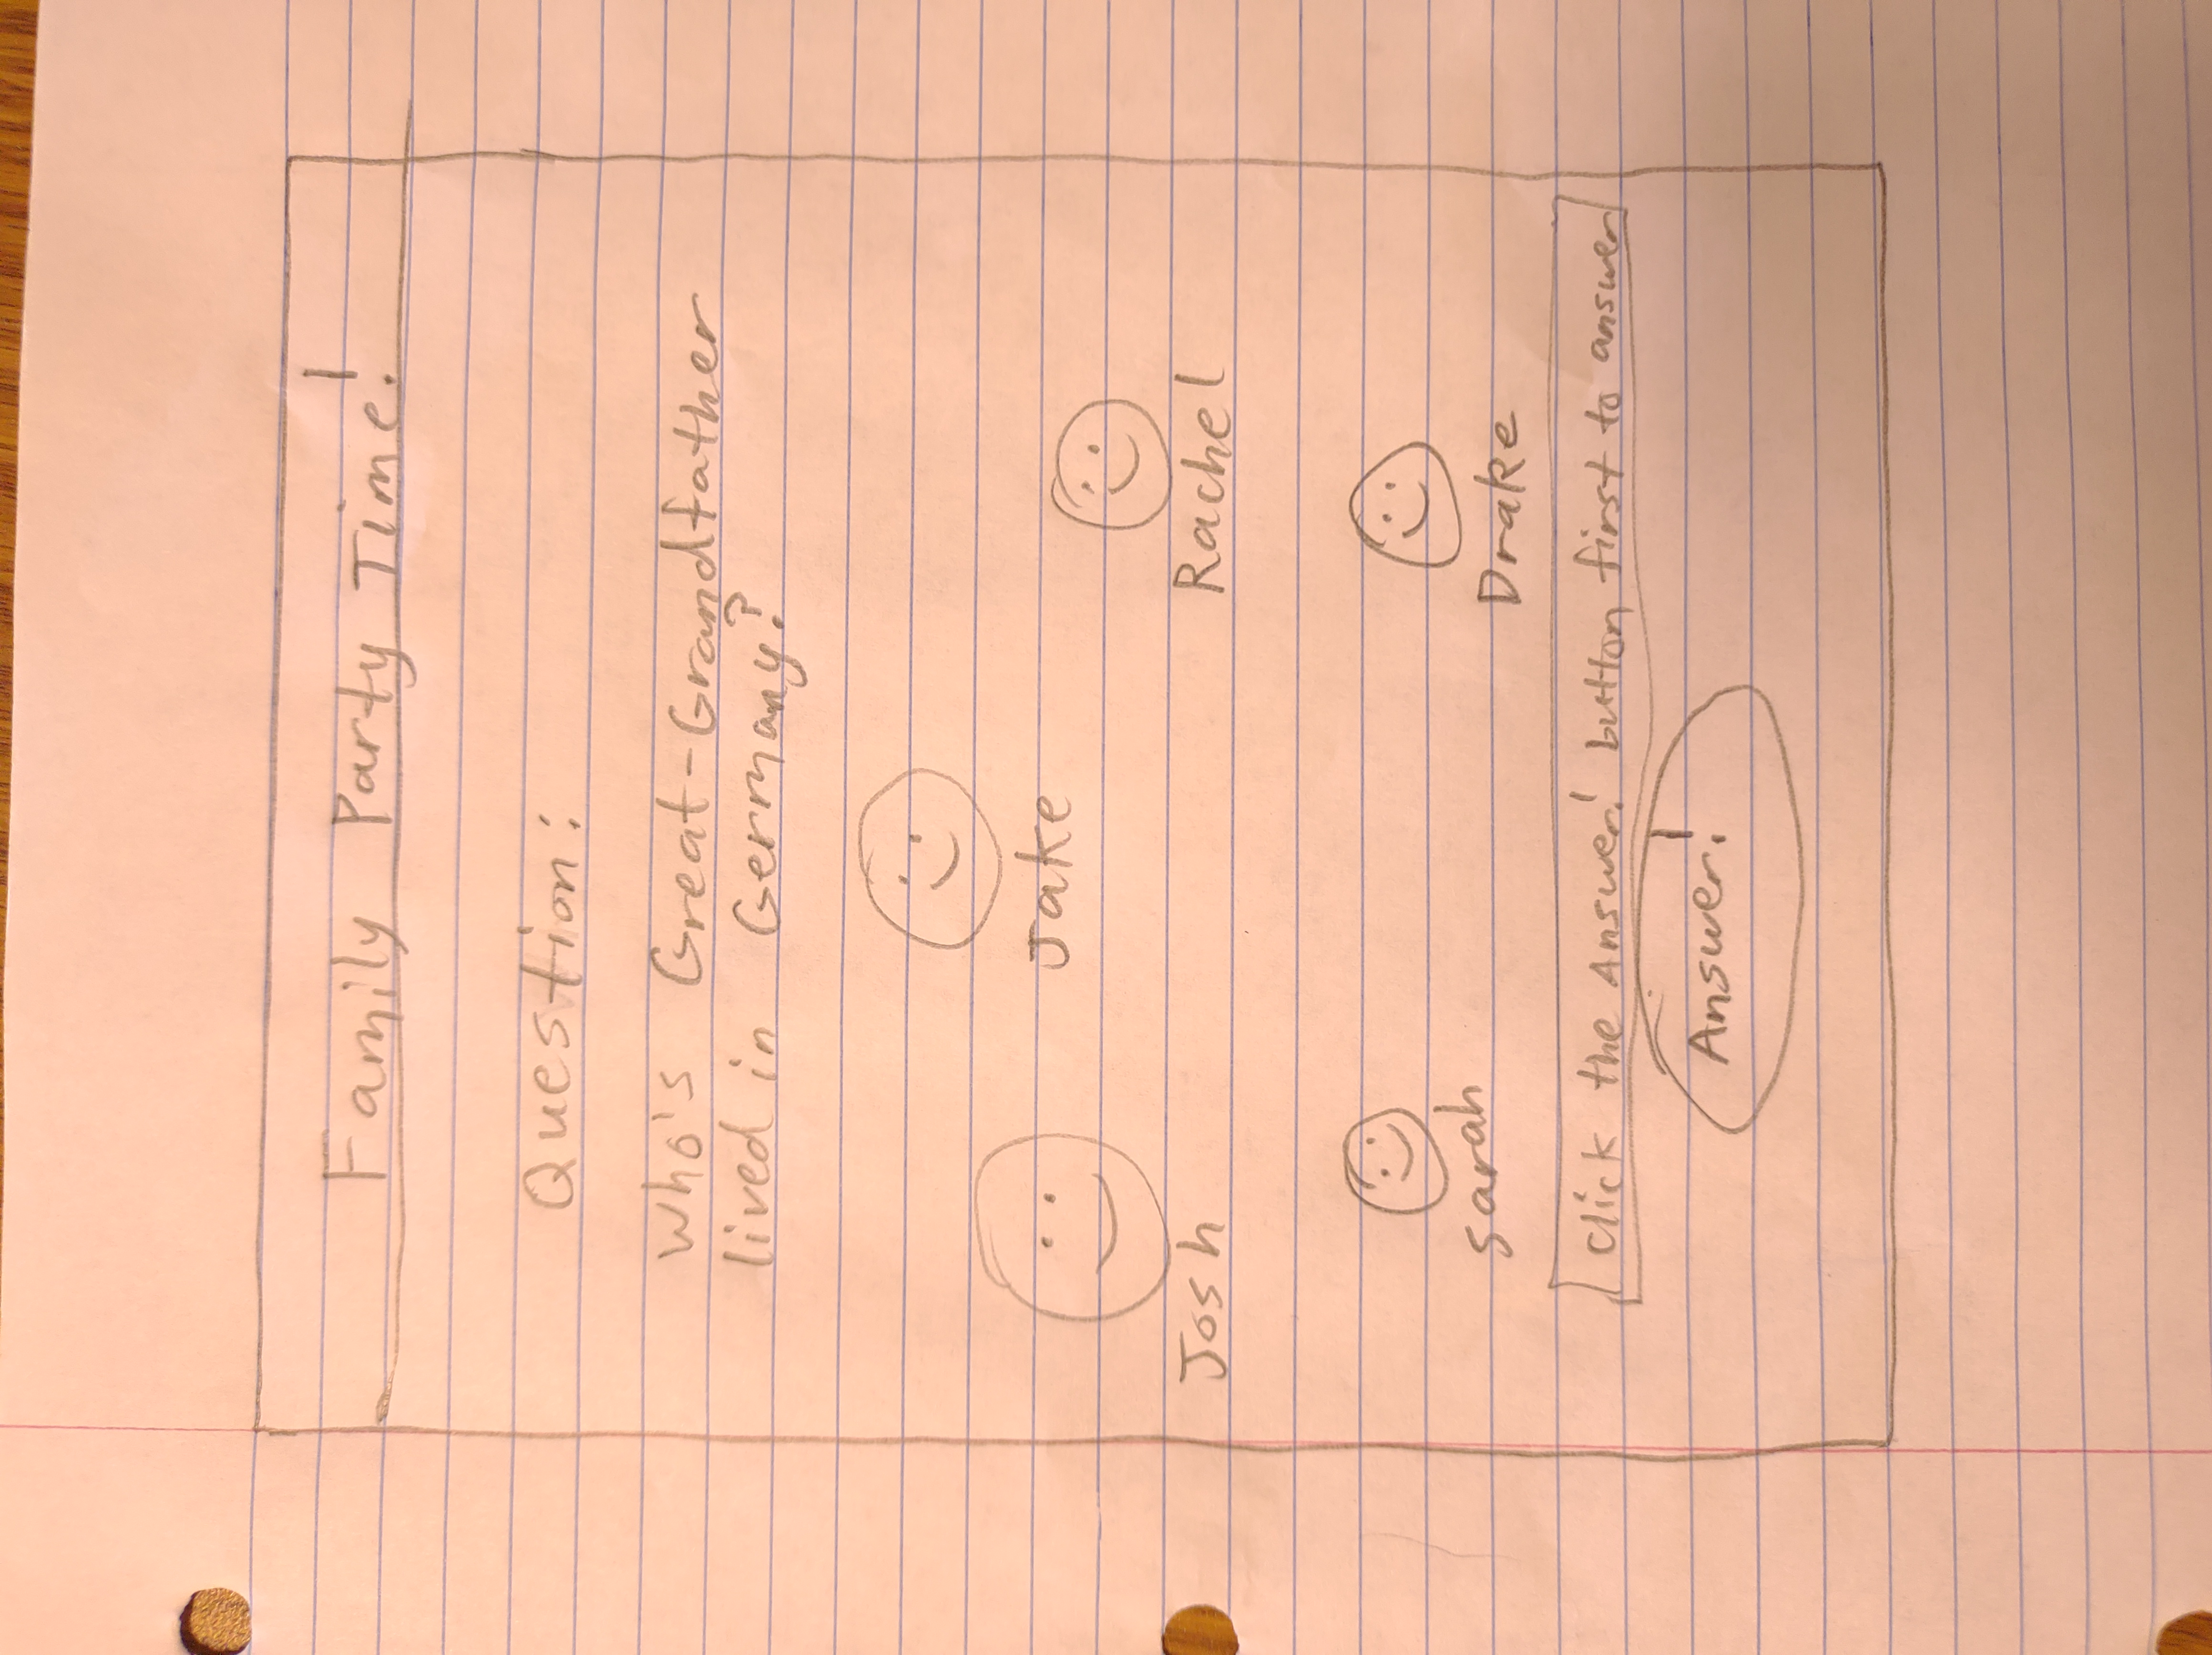 Family Party Time!
Question:
Who's Great-Grandfather
lived in Germany?
Jake
Josh
Rachel
Sarah
Drake
Click the Answer! button first to answer
Answer!